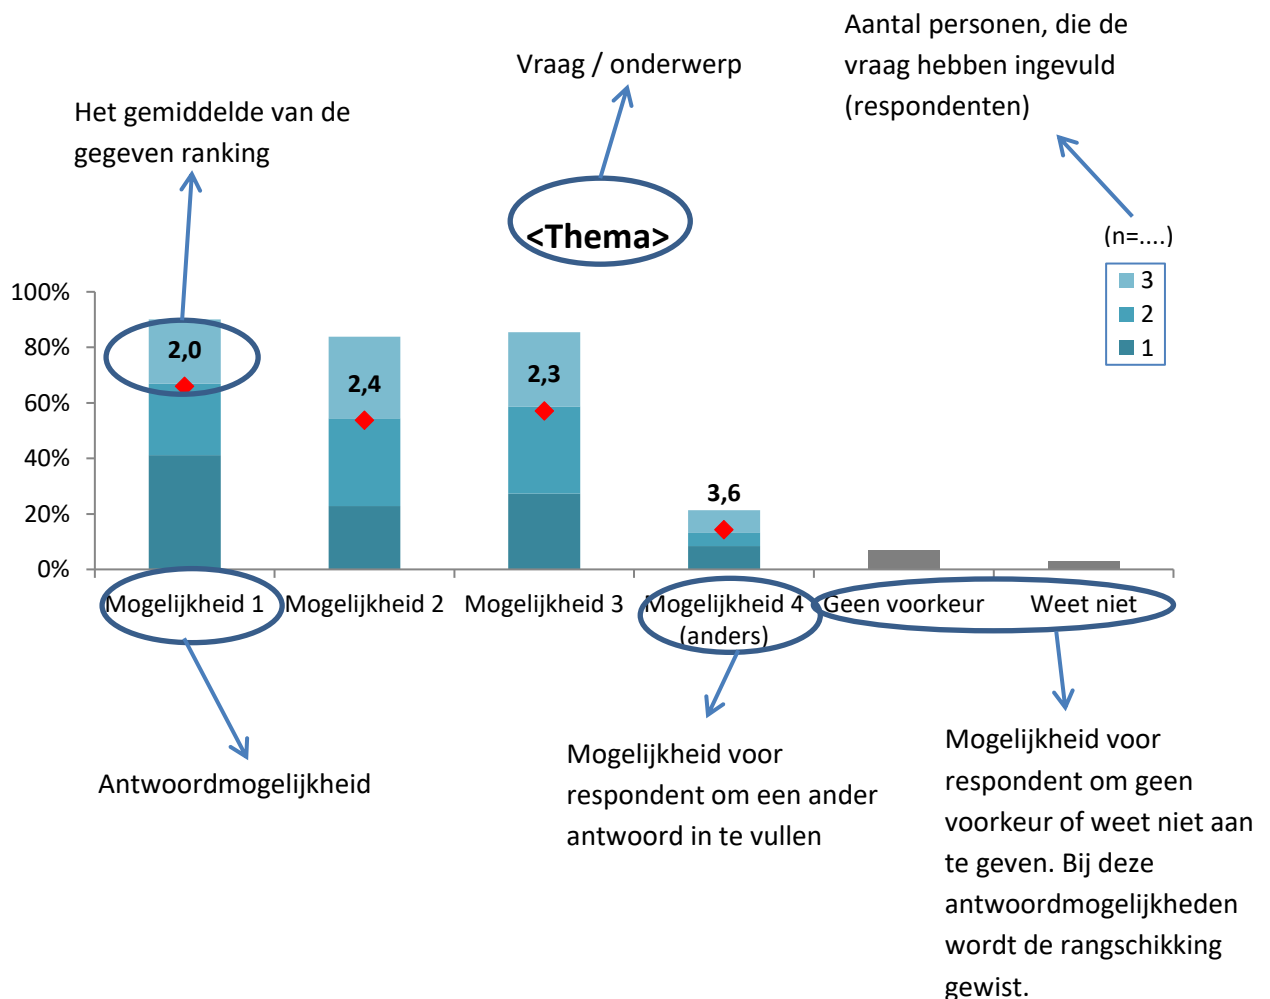 Aantal personen, die de
vraag hebben ingevuld
(respondenten)
Vraag / onderwerp
Het gemiddelde van de
gegeven ranking
<Thema>
(n=....)
3
2
1
100%
80%
60%
40%
20%
0%
2,0
2,4
2,3
3,6
Mogelijkheid 1
Mogelijkheid 2
Mogelijkheid 3
Mogelijkheid 4
(anders)
Geen voorkeur
Weet niet
Antwoordmogelijkheid
Mogelijkheid voor
respondent om een ander
antwoord in te vullen
Mogelijkheid voor
respondent om geen
voorkeur of weet niet aan
te geven. Bij deze
antwoordmogelijkheden
wordt de rangschikking
gewist.